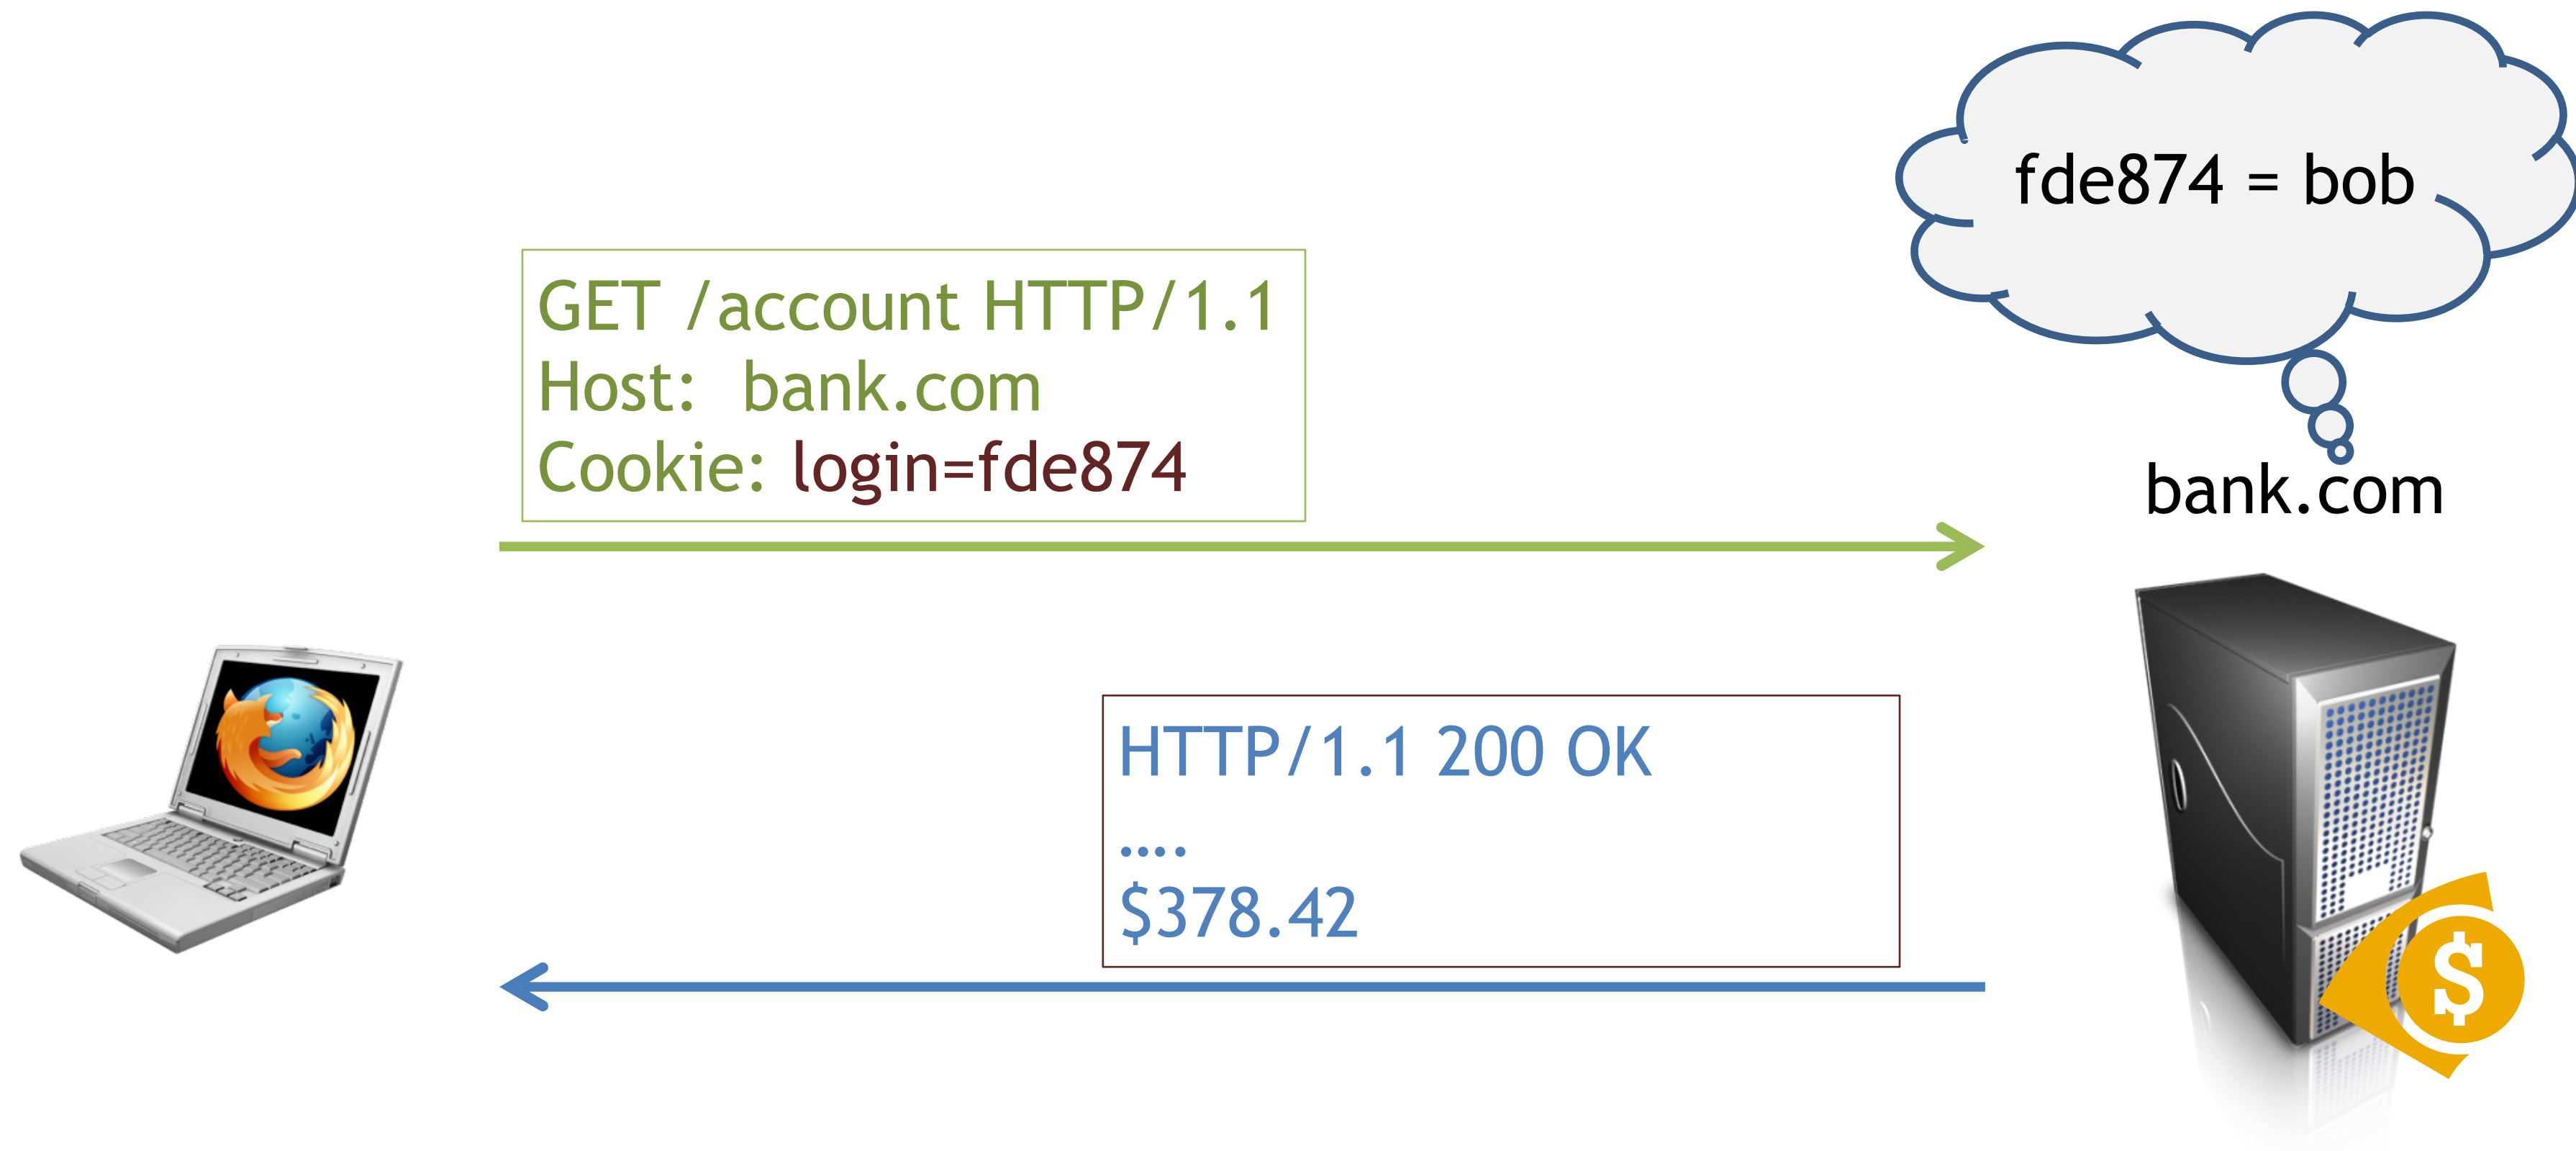 fde874 = bob
GET /account HTTP/1.1
Host: bank.com
Cookie: login=fde874
bank.com
HTTP/1.1 200 OK
....
$378.42
$